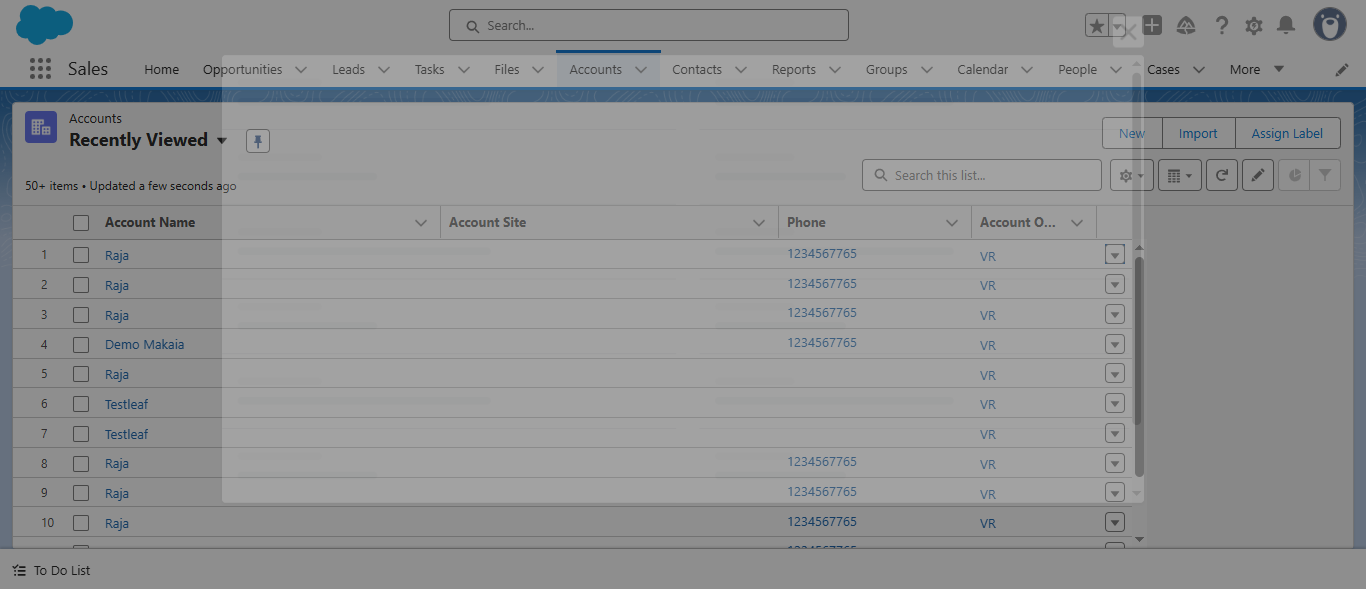 Search...
Sales
Home
Opportunities
Leads
Tasks
Files
Accounts
Contacts
Reports
Groups
Calendar
People
Cases
More
Accounts
Recently Viewed
New
Import
Assign Label
50+ items • Updated a few seconds ago
Search this list...
Account Name
Account Site
Phone
Account O...
1 Raja 1234567765 VR
2 Raja 1234567765 VR
3 Raja 1234567765 VR
4 Demo Makaia 1234567765 VR
5 Raja VR
6 Testleaf VR
7 Testleaf VR
8 Raja 1234567765 VR
9 Raja 1234567765 VR
10 Raja 1234567765 VR
To Do List